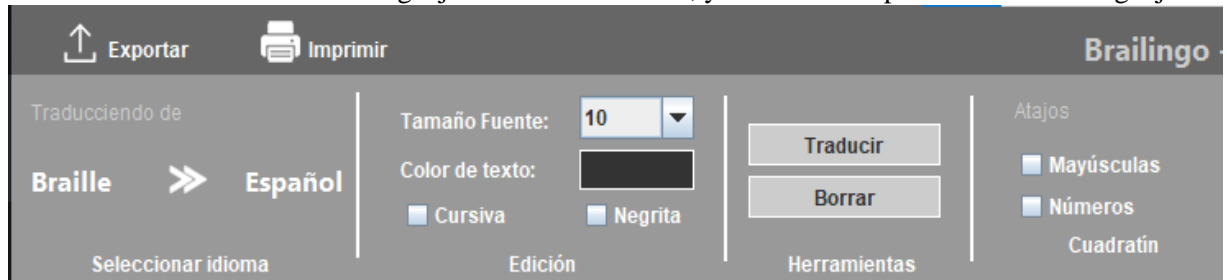 Exportar Imprimir Brailingo -
Traduciendo de
Braille Español
Seleccionar idioma
Tamaño Fuente: 10
Color de texto:
Cursiva Negrita
Edición
Traducir
Borrar
Herramientas
Atajos
Mayúsculas
Números
Cuadratín